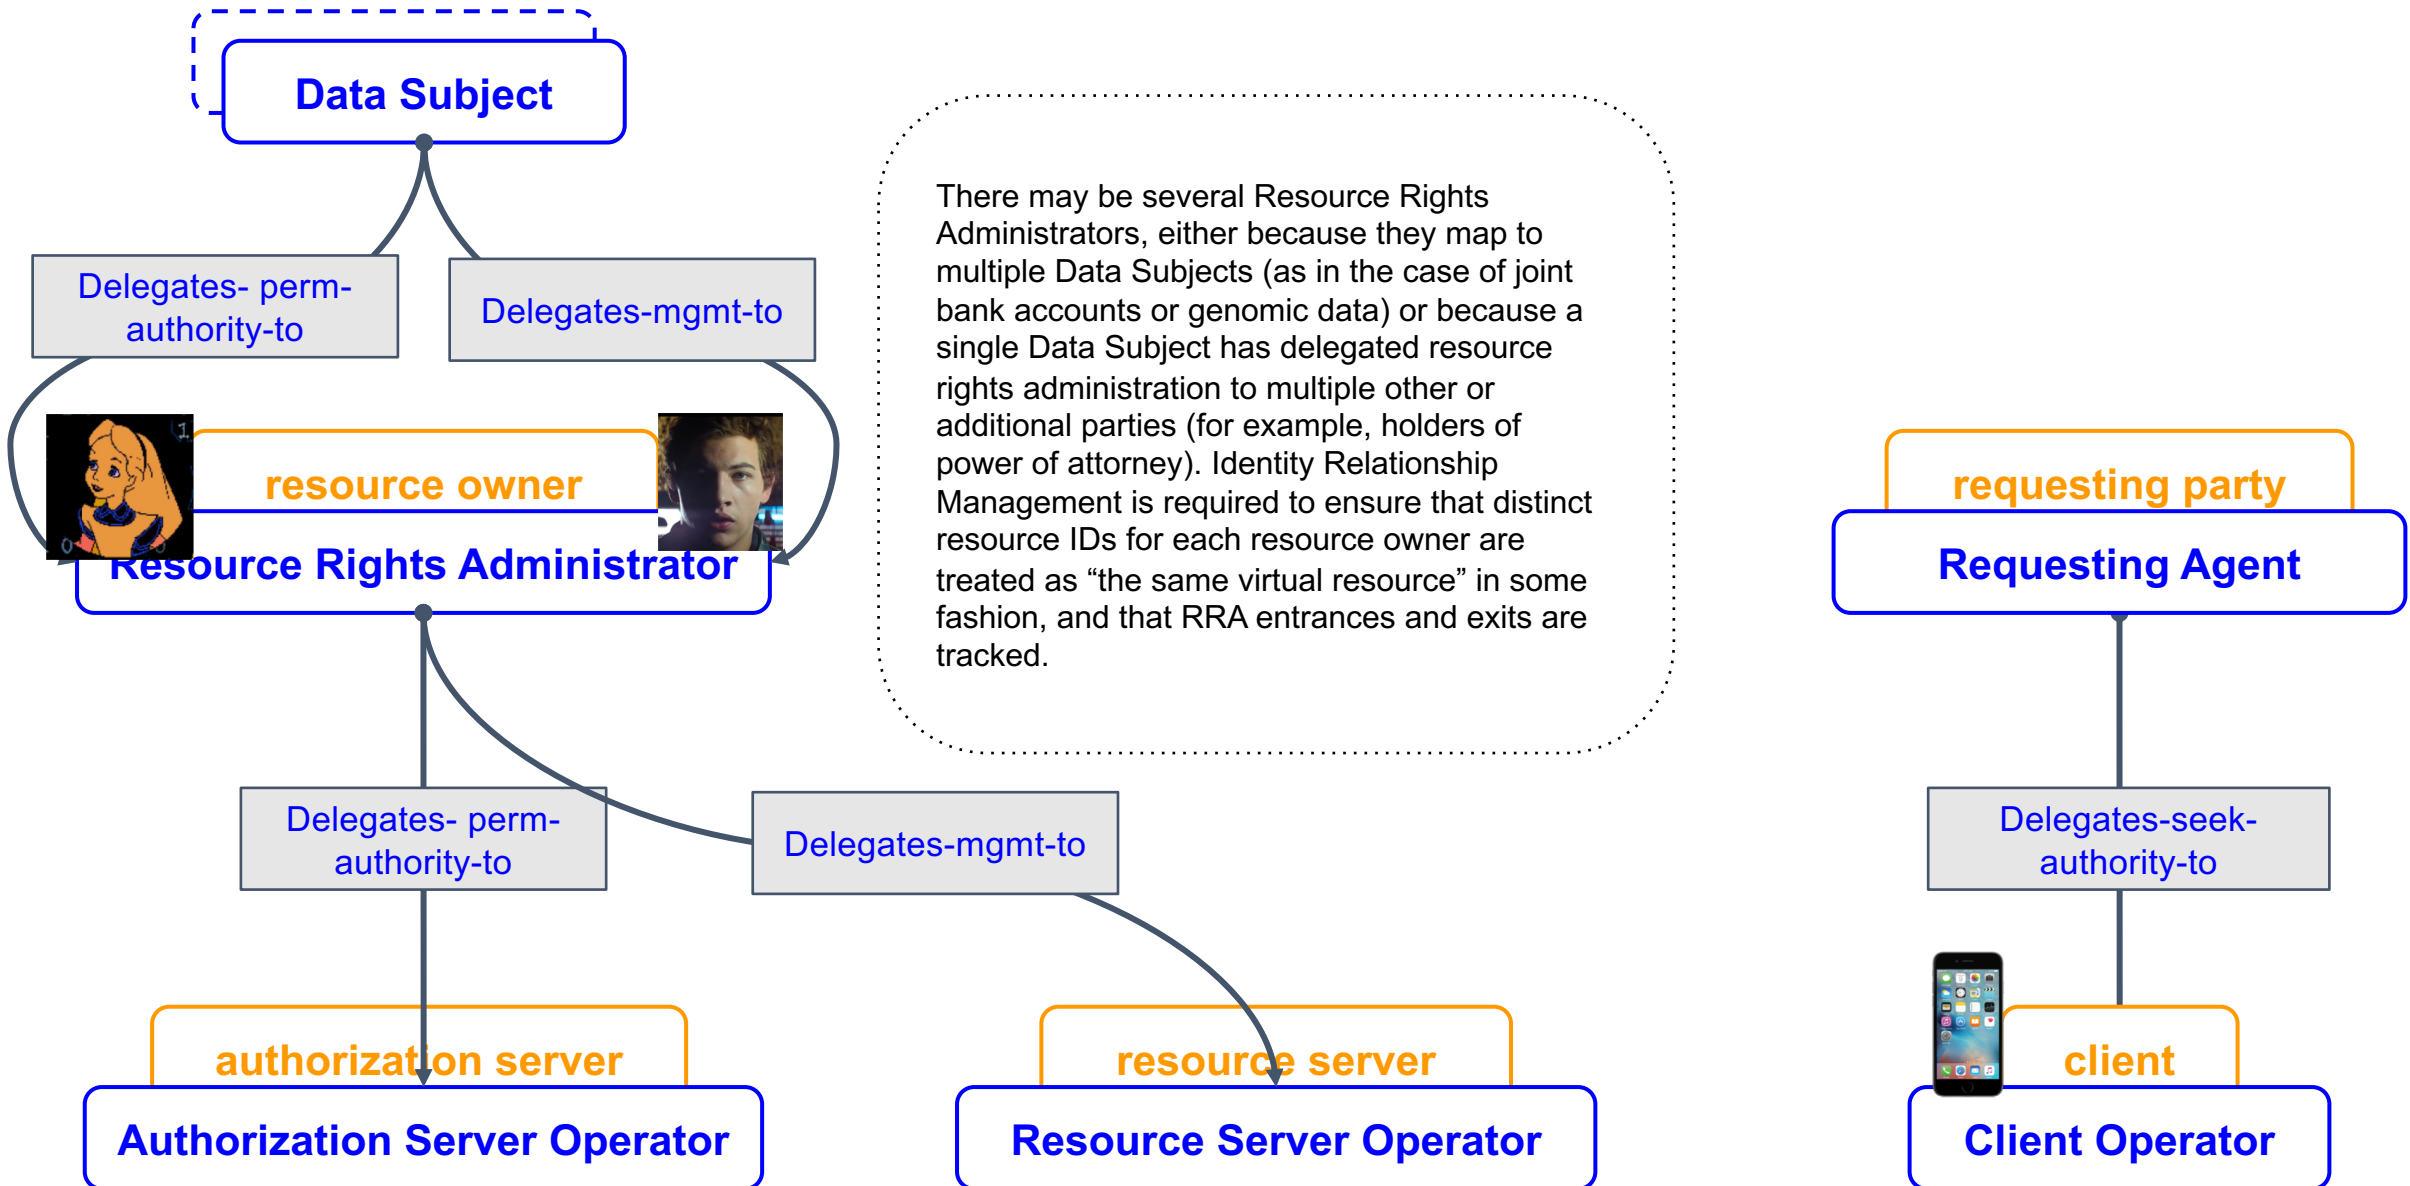 Data Subject
Delegates- perm-
authority-to
Delegates-mgmt-to
There may be several Resource Rights
Administrators, either because they map to
multiple Data Subjects (as in the case of joint
bank accounts or genomic data) or because a
single Data Subject has delegated resource
rights administration to multiple other or
additional parties (for example, holders of
power of attorney). Identity Relationship
Management is required to ensure that distinct
resource IDs for each resource owner are
treated as “the same virtual resource” in some
fashion, and that RRA entrances and exits are
tracked.
1
0
resource owner
Resource Rights Administrator
requesting party
Requesting Agent
Delegates- perm-
authority-to
Delegates-mgmt-to
Delegates-seek-
authority-to
authorization server
Authorization Server Operator
resource server
Resource Server Operator
client
Client Operator